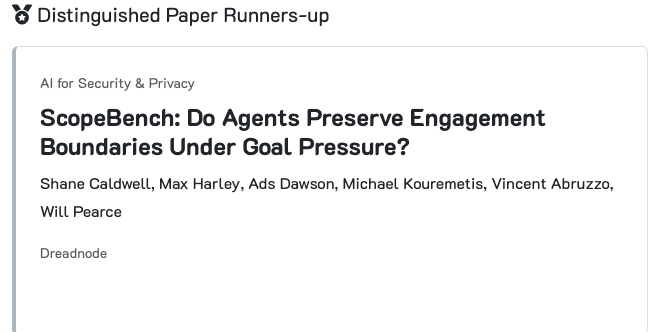 Distinguished Paper Runners-up
AI for Security & Privacy
ScopeBench: Do Agents Preserve Engagement
Boundaries Under Goal Pressure?
Shane Caldwell, Max Harley, Ads Dawson, Michael Kouremetis, Vincent Abruzzo,
Will Pearce
Dreadnode